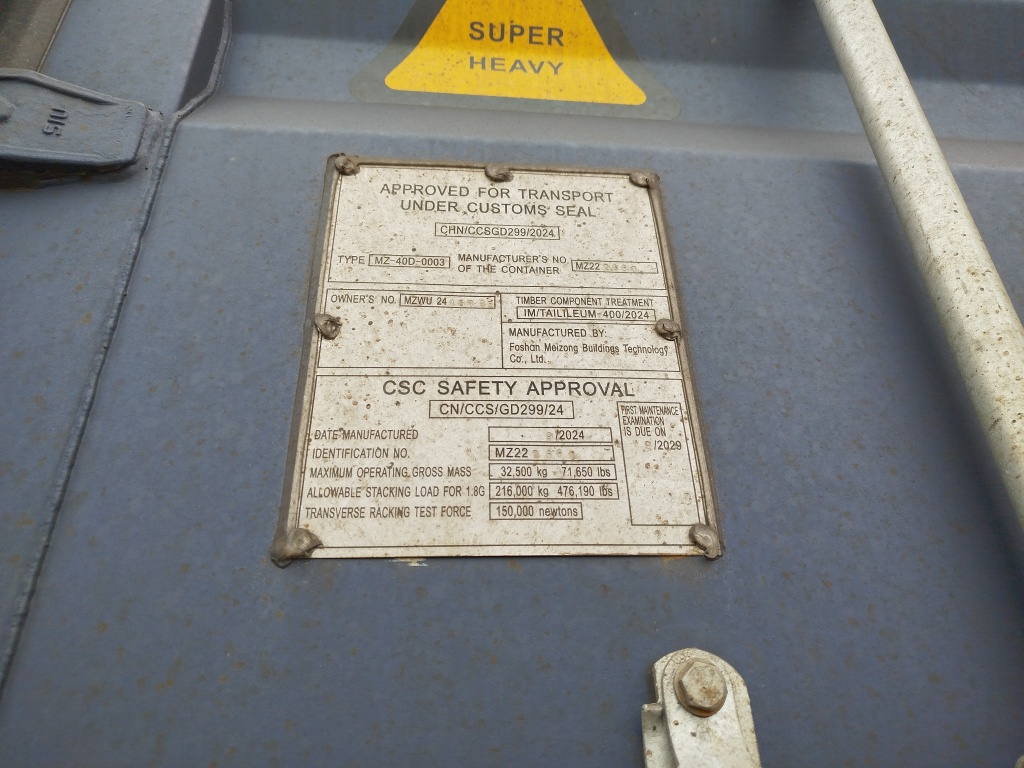 SUPER
HEAVY
APPROVED FOR TRANSPORT
UNDER CUSTOMS SEAL
CHN/CCSGD299/2024
TYPE MZ-40D-0003 MANUFACTURER'S NO
OF THE CONTAINER MZ22
OWNER'S NO. MZWU 24
TIMBER COMPONENT TREATMENT
IM/TAILTLEUM-400/2024
MANUFACTURED BY:
Foshan Meizong Buildings Technology
Co., Ltd.
CSC SAFETY APPROVAL
CN/CCS/GD299/24
FIRST MAINTENANCE
EXAMINATION
IS DUE ON
9/2029
DATE MANUFACTURED 9/2024
IDENTIFICATION NO. MZ22
MAXIMUM OPERATING GROSS MASS 32,500 kg 71,650 lbs
ALLOWABLE STACKING LOAD FOR 1.8G 216,000 kg 476,190 lbs
TRANSVERSE RACKING TEST FORCE 150,000 newtons